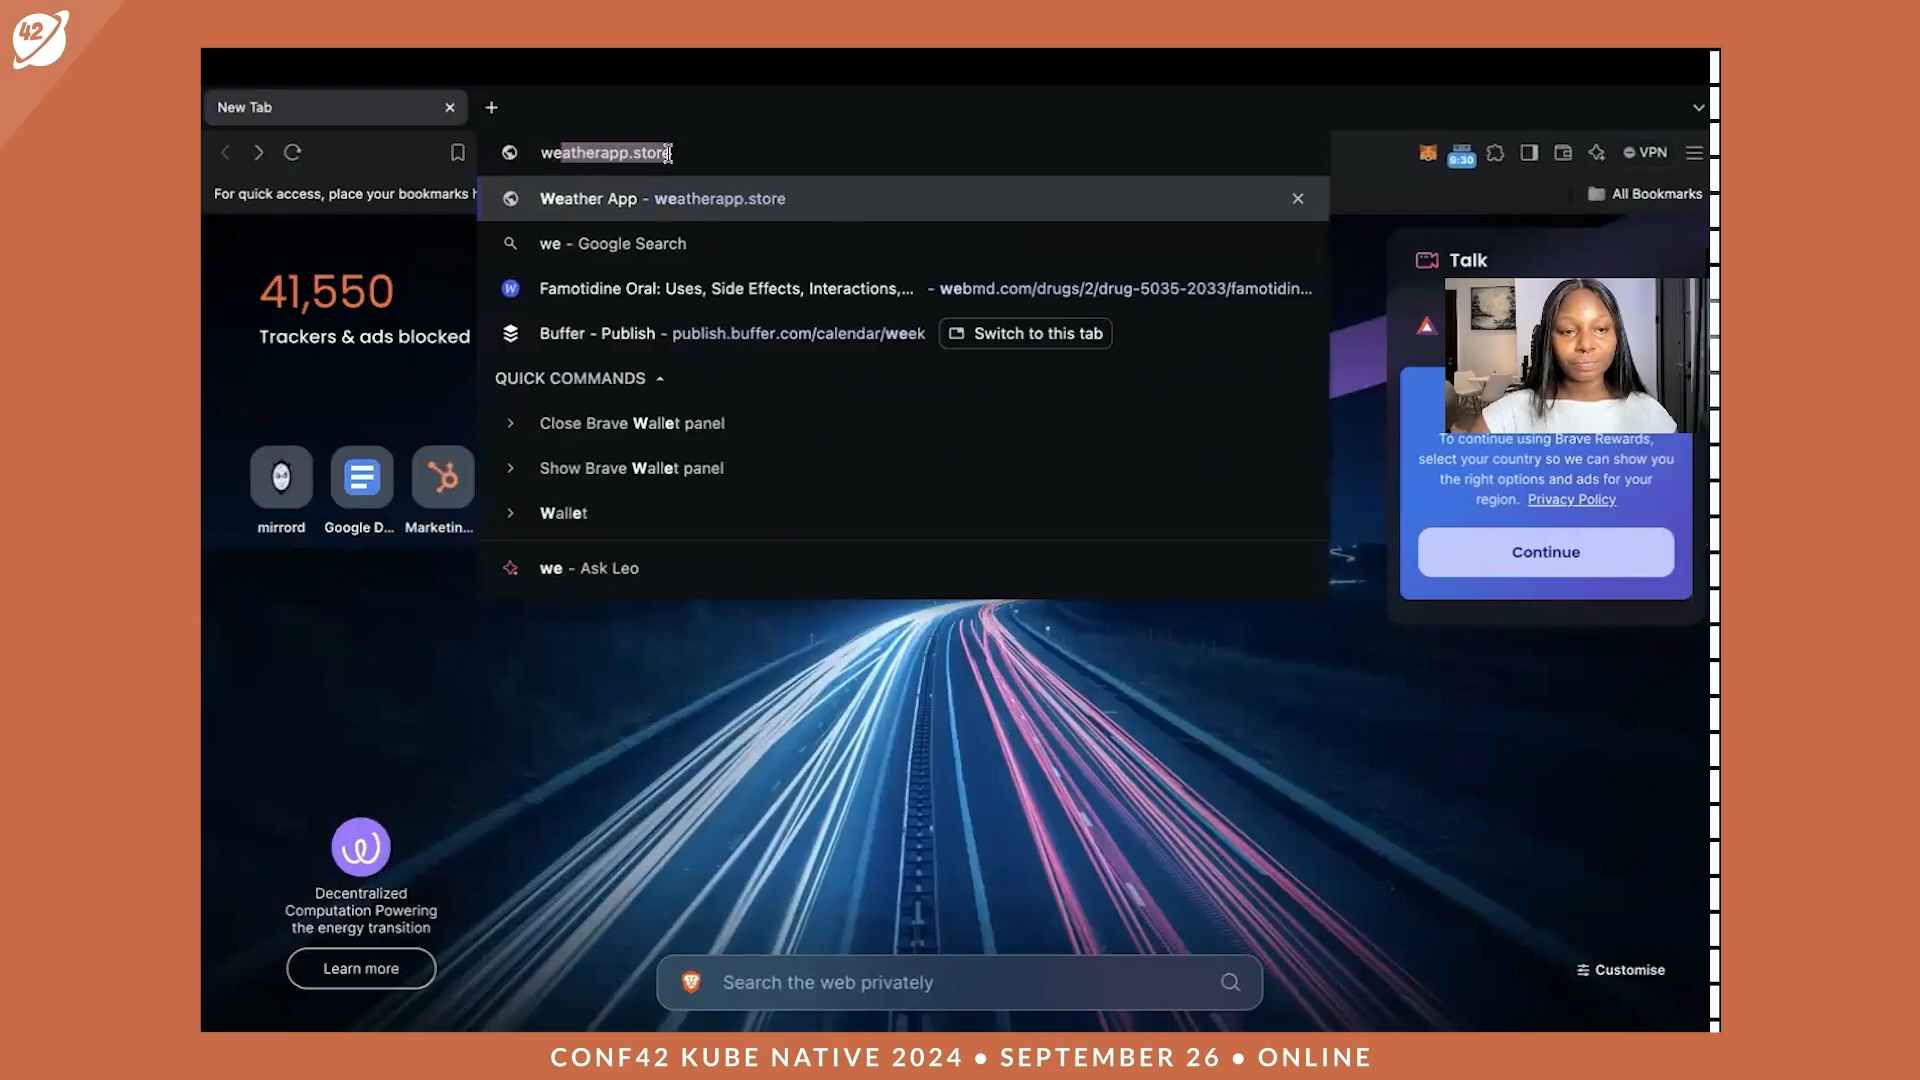 42
New Tab
weatherapp.store
9:30
VPN
For quick access, place your bookmarks h
All Bookmarks
Weather App - weatherapp.store
we - Google Search
Famotidine Oral: Uses, Side Effects, Interactions,... - webmd.com/drugs/2/drug-5035-2033/famotidin...
Buffer - Publish - publish.buffer.com/calendar/week
Switch to this tab
QUICK COMMANDS
Close Brave Wallet panel
Show Brave Wallet panel
Wallet
we - Ask Leo
41,550
Trackers & ads blocked
mirrord
Google D...
Marketin...
Talk
To continue using Brave Rewards,
select your country so we can show you
the right options and ads for your
region. Privacy Policy
Continue
Decentralized
Computation Powering
the energy transition
Learn more
Search the web privately
Customise
CONF42 KUBE NATIVE 2024 • SEPTEMBER 26 • ONLINE